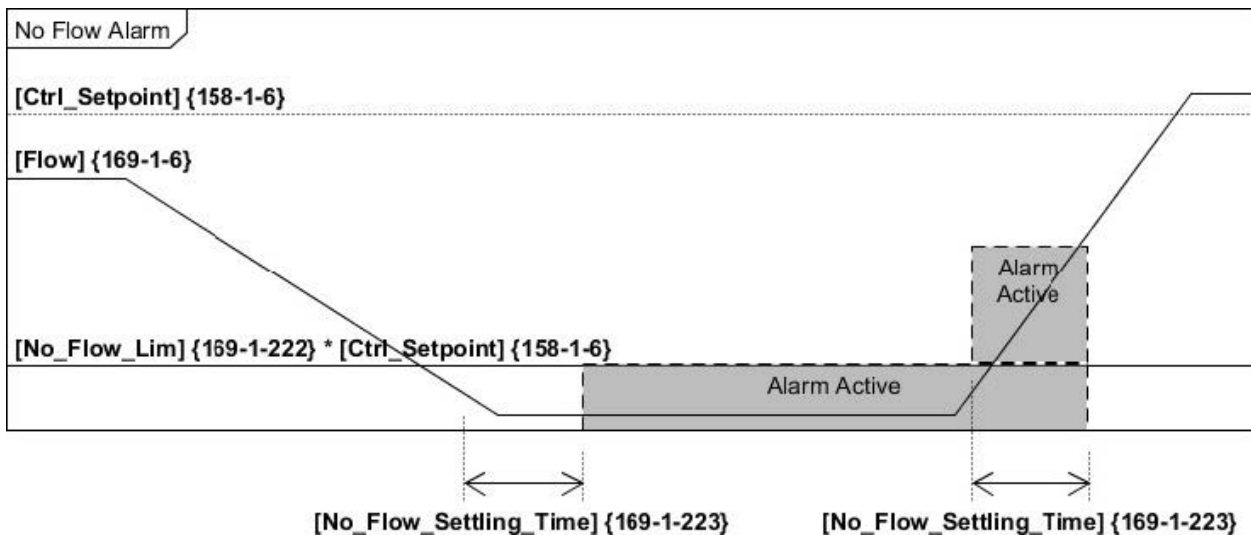 No Flow Alarm
[Ctrl_Setpoint] {158-1-6}
[Flow] {169-1-6}
Alarm
Active
[No_Flow_Lim] {169-1-222} * [Ctrl_Setpoint] {158-1-6}
Alarm Active
[No_Flow_Settling_Time] {169-1-223} [No_Flow_Settling_Time] {169-1-223}